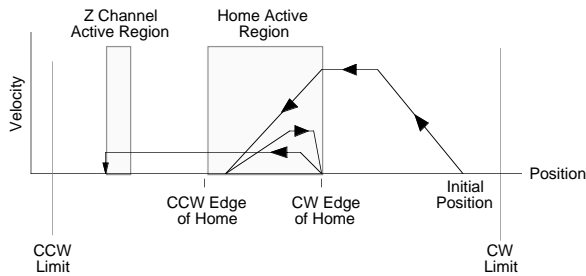 Z Channel
Active Region
Home Active
Region
Velocity
Position
Initial
Position
CCW Edge
of Home
CW Edge
of Home
CCW
Limit
CW
Limit